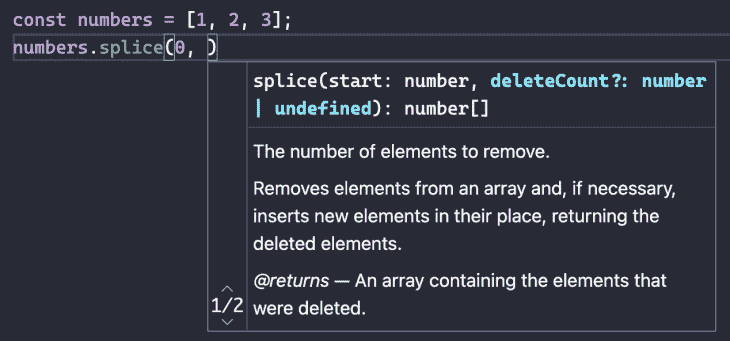 const numbers = [1, 2, 3];
numbers.splice(0, )
splice(start: number, deleteCount?: number
| undefined): number[]
The number of elements to remove.
Removes elements from an array and, if necessary,
inserts new elements in their place, returning the
deleted elements.
@returns — An array containing the elements that
were deleted.
1/2